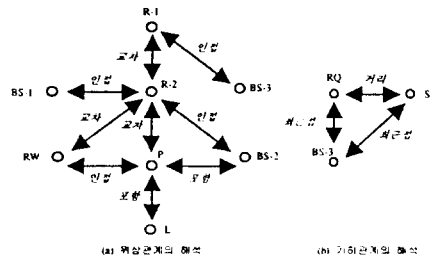 R-1
교차
인접
R-2
BS-3
BS-1
인접
인접
교차
교차
RW
P
BS-2
인접
포함
포함
L
(a) 위상관계의 해석
RQ
거리
S
최근접
최근접
BS-3
(b) 기하관계의 해석